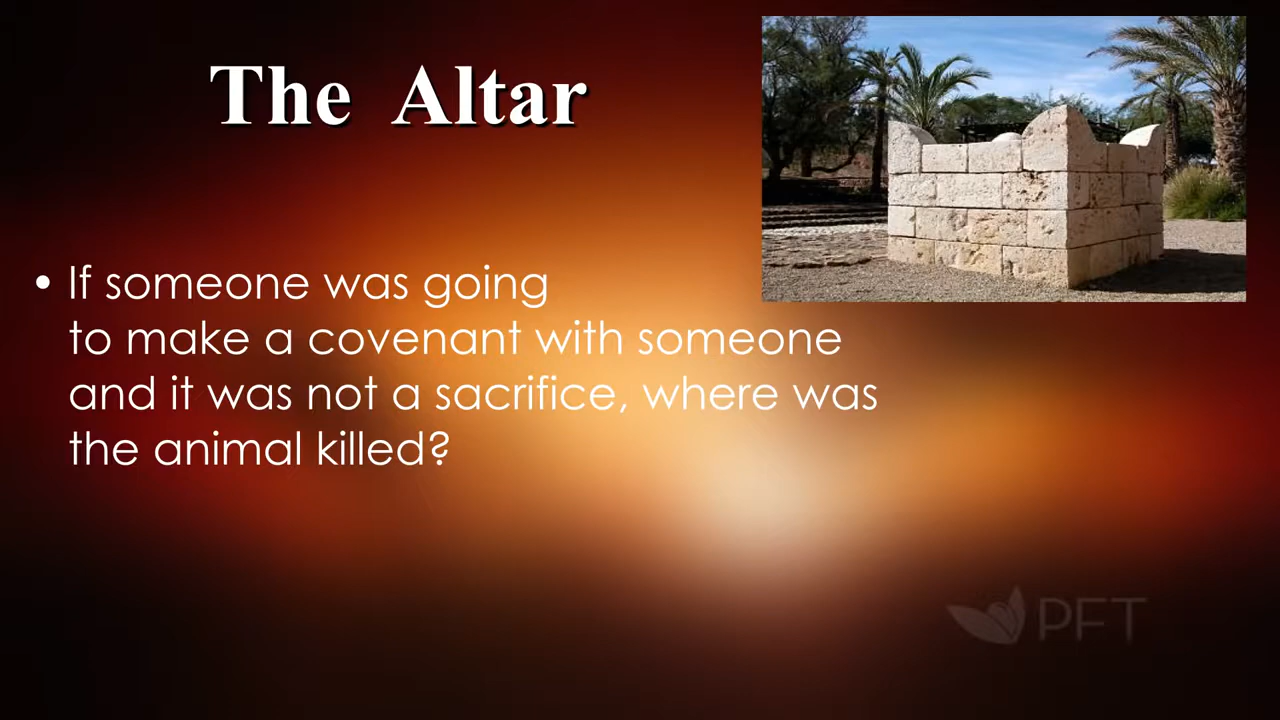 The Altar
• If someone was going
to make a covenant with someone
and it was not a sacrifice, where was
the animal killed?
PFT